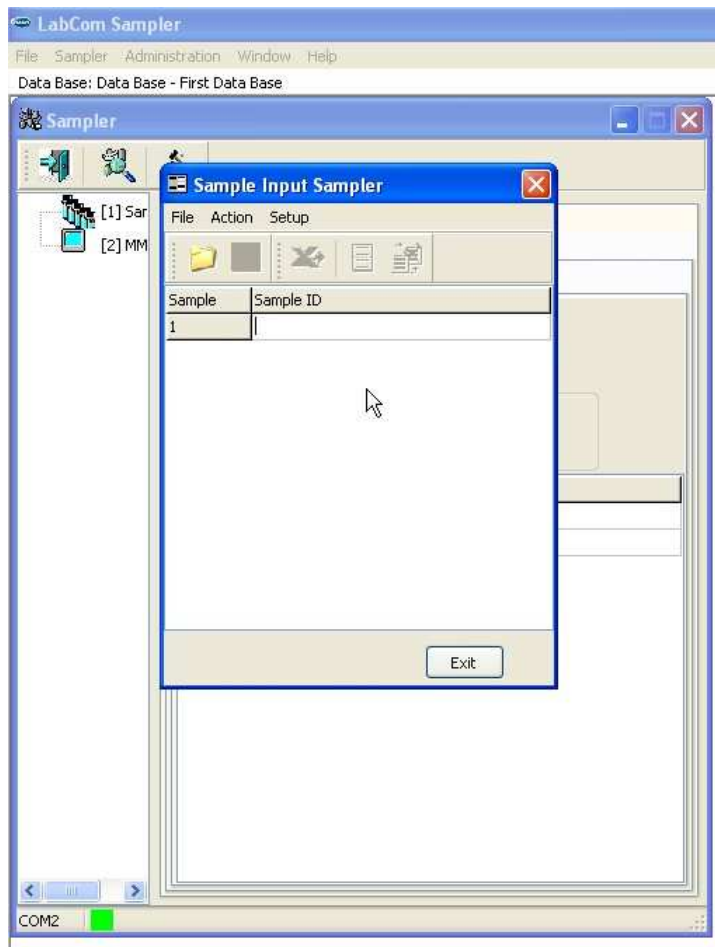 LabCom Sampler
File Sampler Administration Window Help
Data Base: Data Base - First Data Base
Sampler
[1] Sar
[2] MM
Sample Input Sampler
File Action Setup
Sample Sample ID
1
Exit
COM2